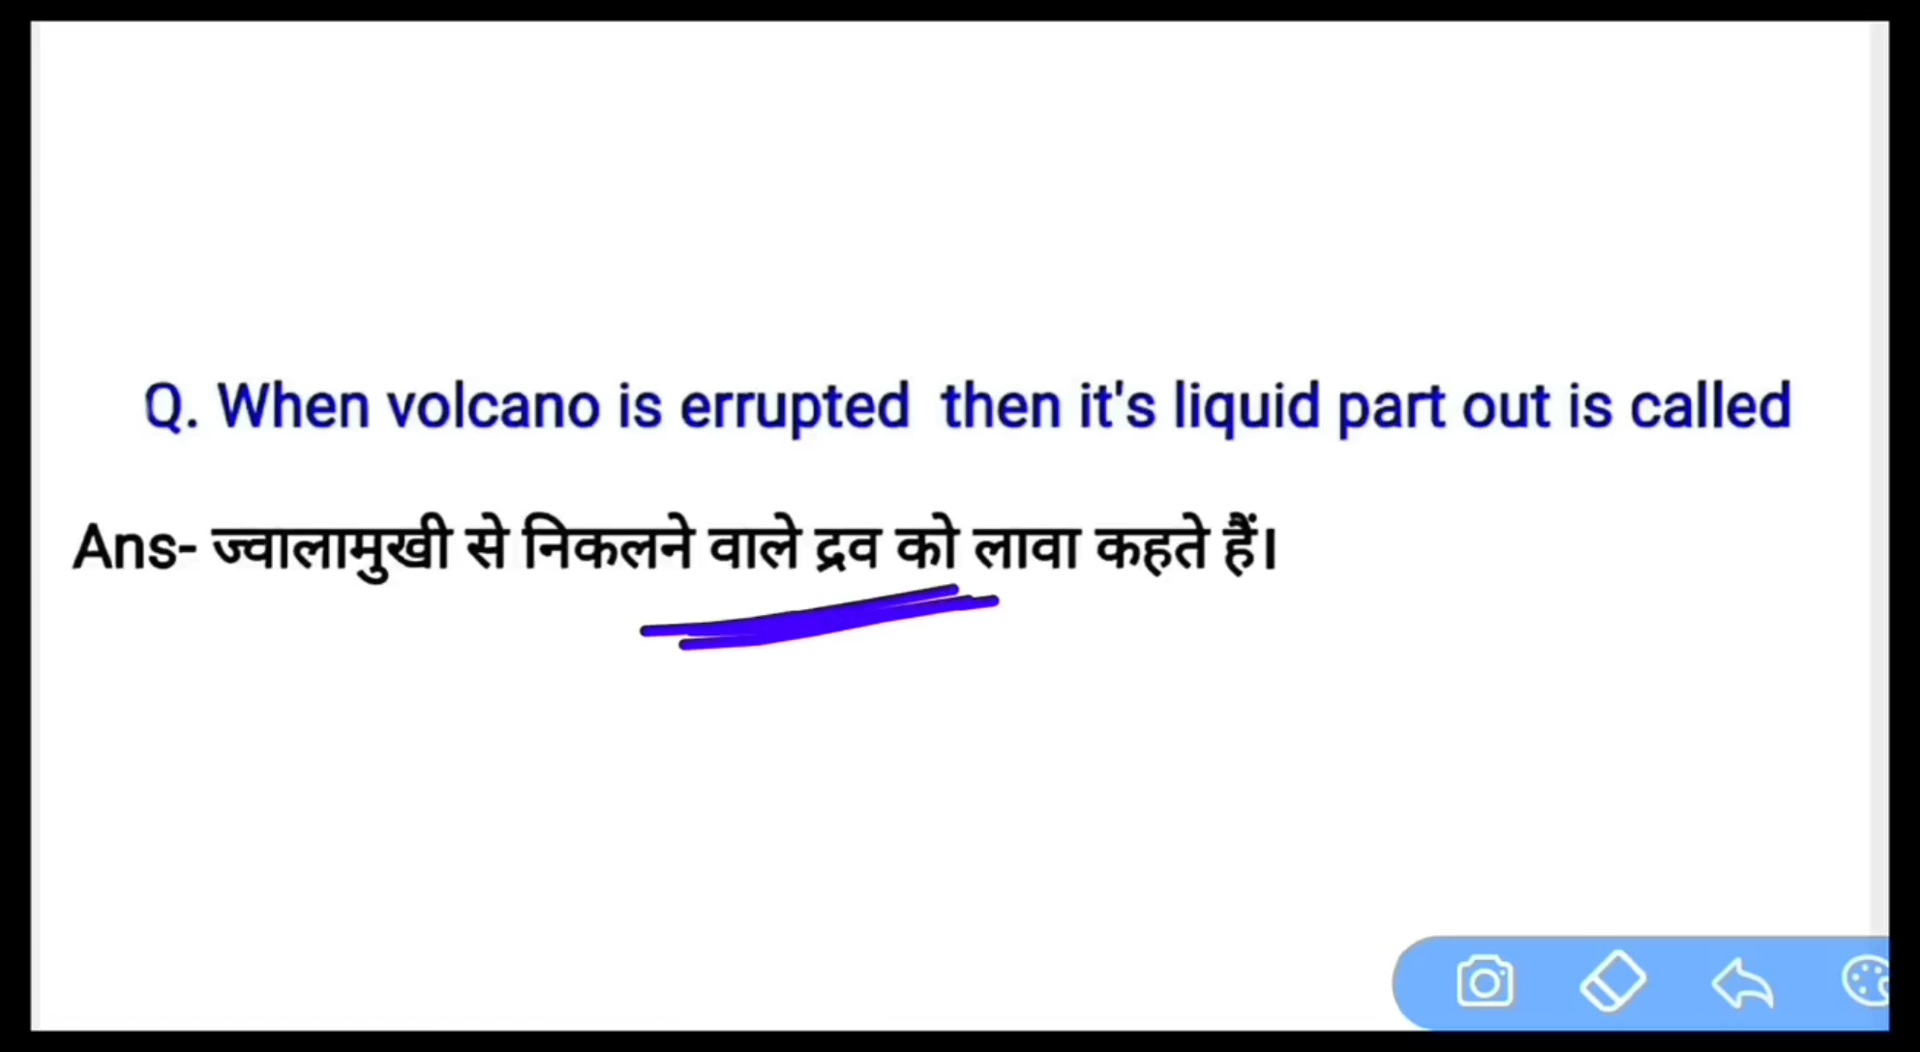 Q. When volcano is errupted then it's liquid part out is called
Ans- ज्वालामुखी से निकलने वाले द्रव को लावा कहते हैं।